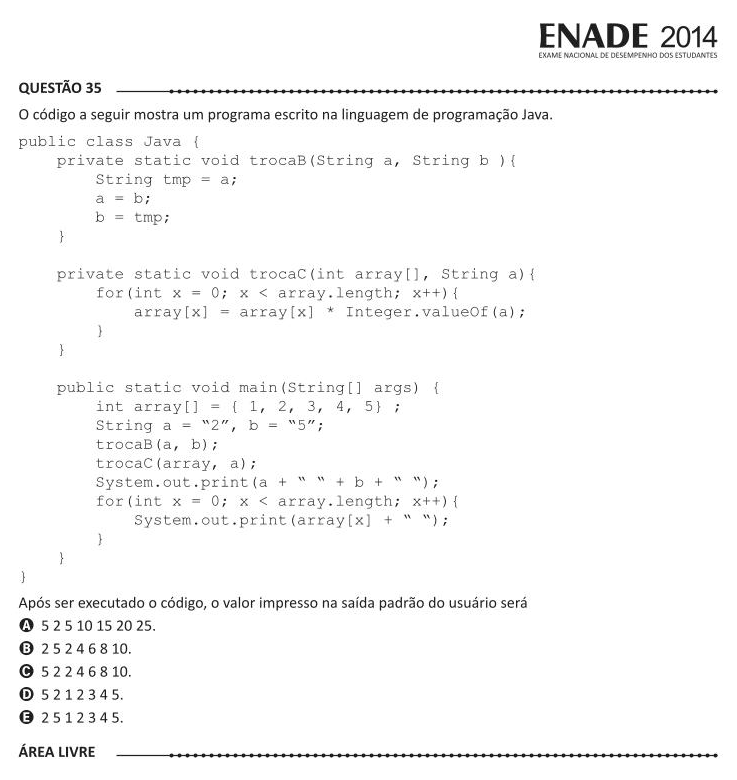 ENADE 2014
EXAME NACIONAL DE DESEMPENHO DOS ESTUDANTES
QUESTÃO 35
O código a seguir mostra um programa escrito na linguagem de programação Java.
public class Java {
    private static void trocaB(String a, String b ){
        String tmp = a;
        a = b;
        b = tmp;
    }
    private static void trocaC(int array[], String a){
        for(int x = 0; x < array.length; x++){
            array[x] = array[x] * Integer.valueOf(a);
        }
    }
    public static void main(String[] args) {
        int array[] = { 1, 2, 3, 4, 5} ;
        String a = “2”, b = “5”;
        trocaB(a, b);
        trocaC(array, a);
        System.out.print(a + “ “ + b + “ “);
        for(int x = 0; x < array.length; x++){
            System.out.print(array[x] + “ “);
        }
    }
}
Após ser executado o código, o valor impresso na saída padrão do usuário será
A 5 2 5 10 15 20 25.
B 2 5 2 4 6 8 10.
C 5 2 2 4 6 8 10.
D 5 2 1 2 3 4 5.
E 2 5 1 2 3 4 5.
ÁREA LIVRE